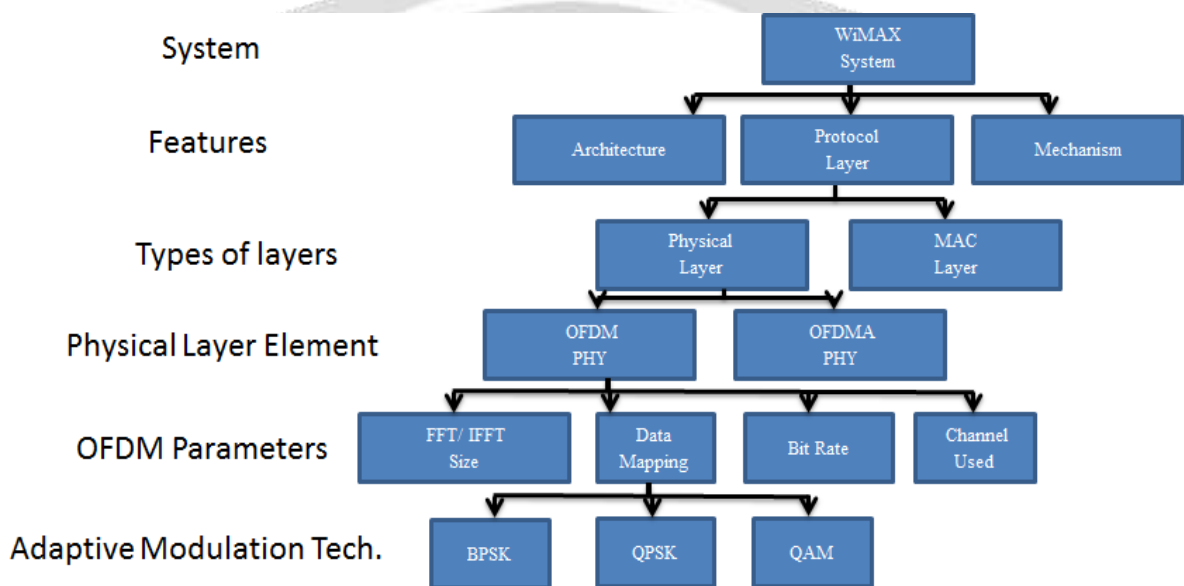 System
WiMAX
System
Features
Architecture
Protocol
Layer
Mechanism
Types of layers
Physical
Layer
MAC
Layer
Physical Layer Element
OFDM
PHY
OFDMA
PHY
OFDM Parameters
FFT/ IFFT
Size
Data
Mapping
Bit Rate
Channel
Used
Adaptive Modulation Tech.
BPSK
QPSK
QAM